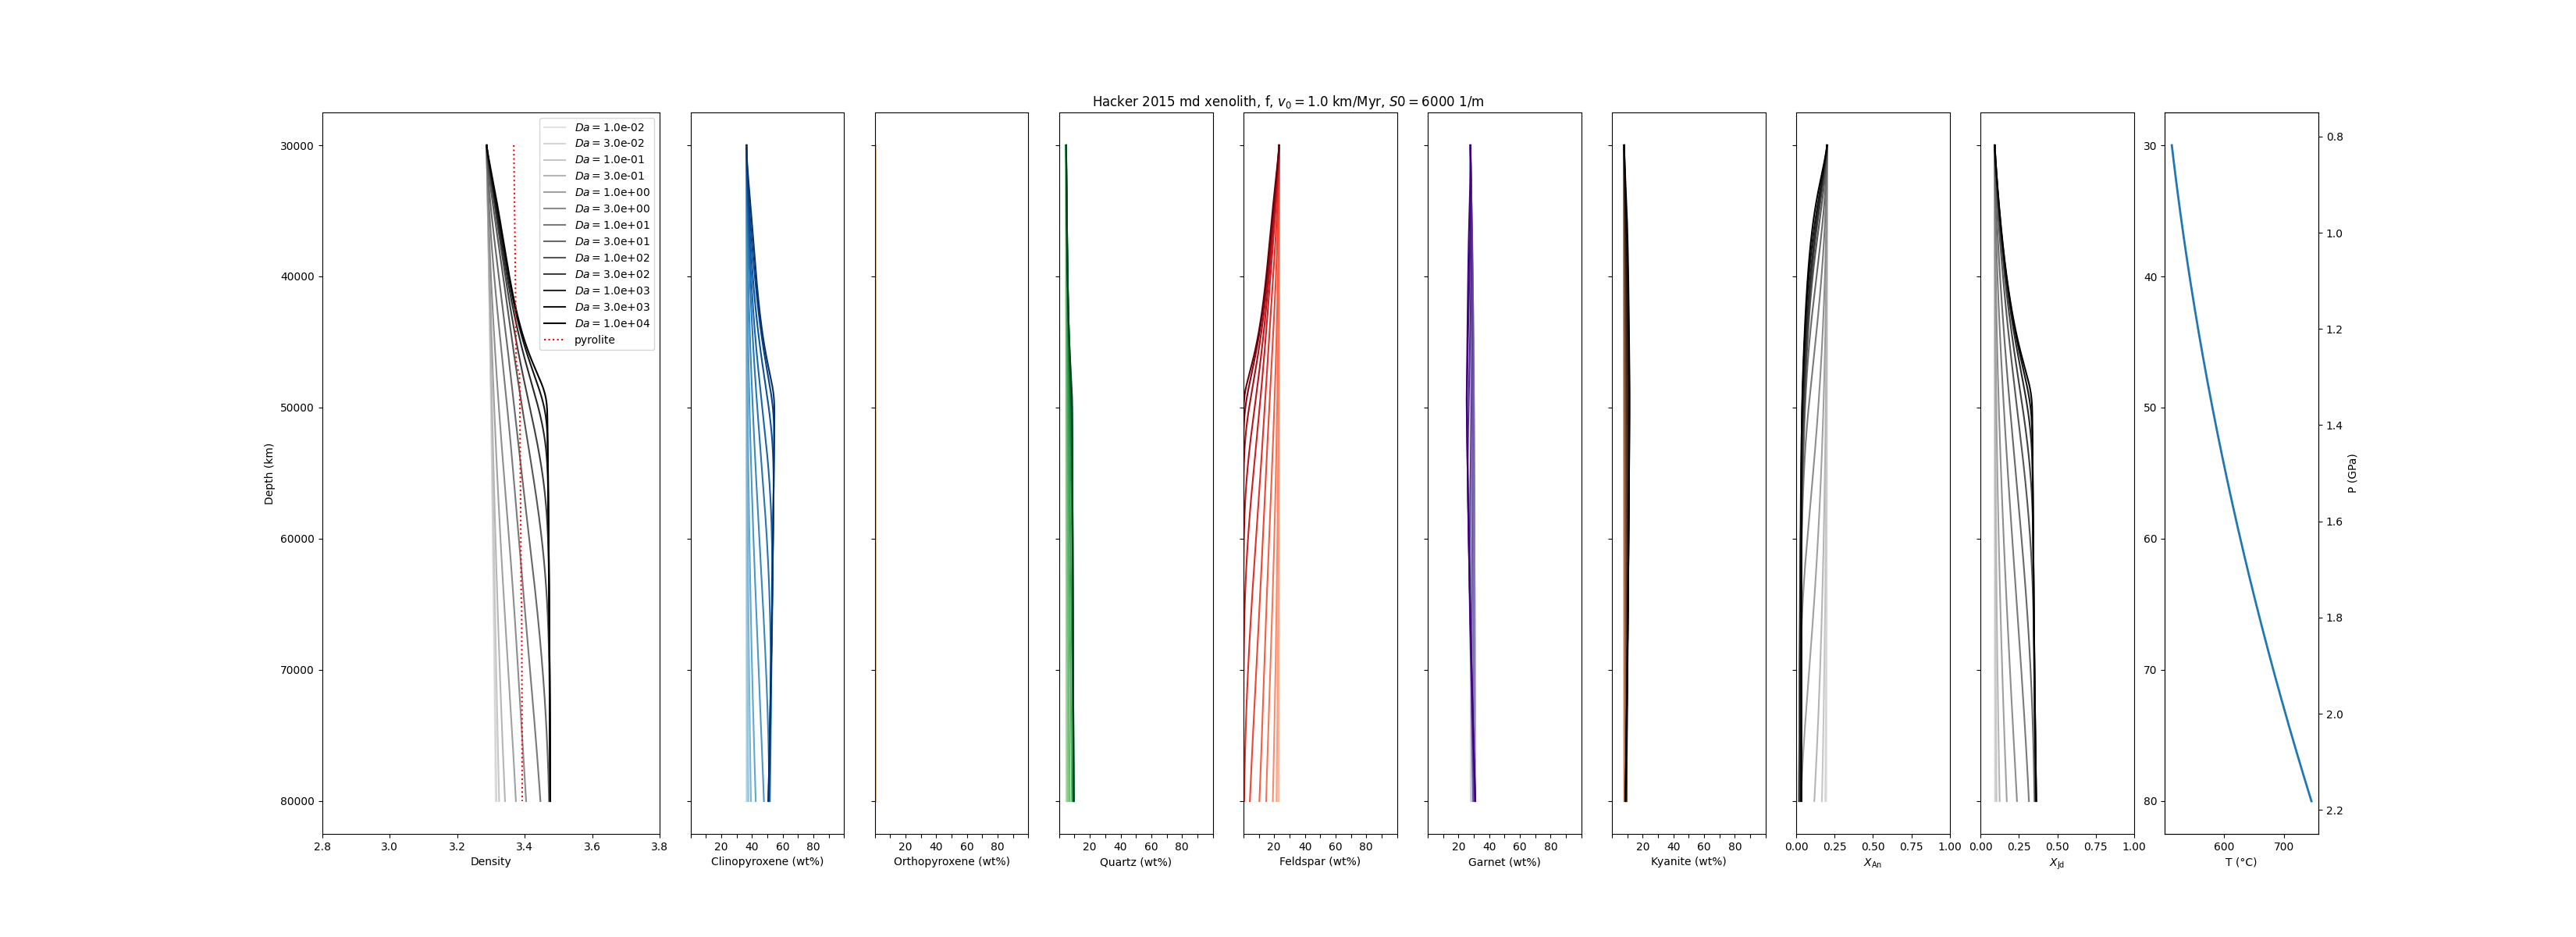 Hacker 2015 md xenolith, f, v₀ = 1.0 km/Myr, S0 = 6000 1/m
Da = 1.0e-02
Da = 3.0e-02
Da = 1.0e-01
Da = 3.0e-01
Da = 1.0e+00
Da = 3.0e+00
Da = 1.0e+01
Da = 3.0e+01
Da = 1.0e+02
Da = 3.0e+02
Da = 1.0e+03
Da = 3.0e+03
Da = 1.0e+04
pyrolite
Depth (km)
30000
40000
50000
60000
70000
80000
2.8 3.0 3.2 3.4 3.6 3.8
Density
20 40 60 80
Clinopyroxene (wt%)
20 40 60 80
Orthopyroxene (wt%)
20 40 60 80
Quartz (wt%)
20 40 60 80
Feldspar (wt%)
20 40 60 80
Garnet (wt%)
20 40 60 80
Kyanite (wt%)
0.00 0.25 0.50 0.75 1.00
X_An
0.00 0.25 0.50 0.75 1.00
X_Jd
30
40
50
60
70
80
600 700
T (°C)
0.8
1.0
1.2
1.4
1.6
1.8
2.0
2.2
P (GPa)